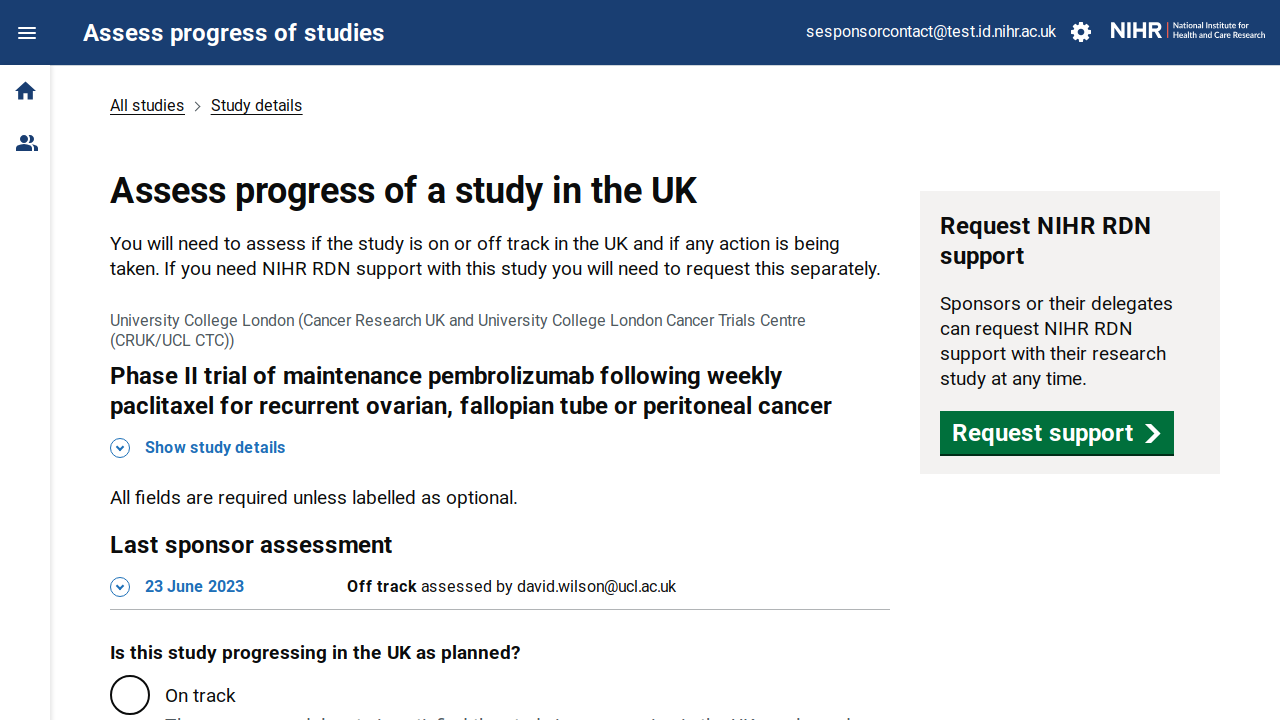 Assess progress of studies
sesponsorcontact@test.id.nihr.ac.uk
NIHR
National Institute for
Health and Care Research
All studies
Study details
Assess progress of a study in the UK
You will need to assess if the study is on or off track in the UK and if any action is being
taken. If you need NIHR RDN support with this study you will need to request this separately.
University College London (Cancer Research UK and University College London Cancer Trials Centre
(CRUK/UCL CTC))
Phase II trial of maintenance pembrolizumab following weekly
paclitaxel for recurrent ovarian, fallopian tube or peritoneal cancer
Show study details
All fields are required unless labelled as optional.
Last sponsor assessment
23 June 2023
Off track assessed by david.wilson@ucl.ac.uk
Is this study progressing in the UK as planned?
On track
Request NIHR RDN
support
Sponsors or their delegates
can request NIHR RDN
support with their research
study at any time.
Request support